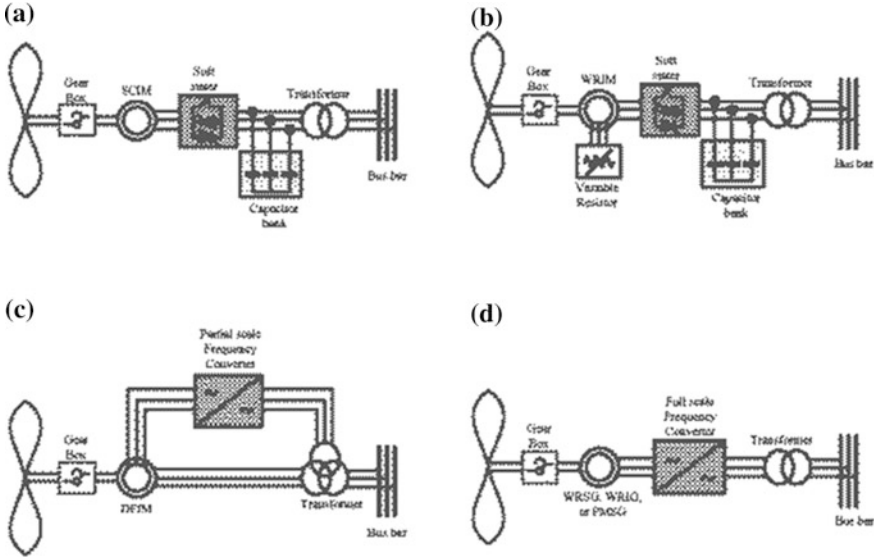 (a)
Gear
Box
SCIM
Soft
stater
Transformer
Capacitor
bank
Bus bar
(b)
Gear
Box
WRIM
Soft
stater
Transformer
Variable
Resistor
Capacitor
bank
Bus bar
(c)
Partial scale
Frequency
Converter
Gear
Box
DFIM
Transformer
Bus bar
(d)
Gear
Box
Full scale
Frequency
Converter
Transformer
WRSG, WRIG,
or PMSG
Bus bar